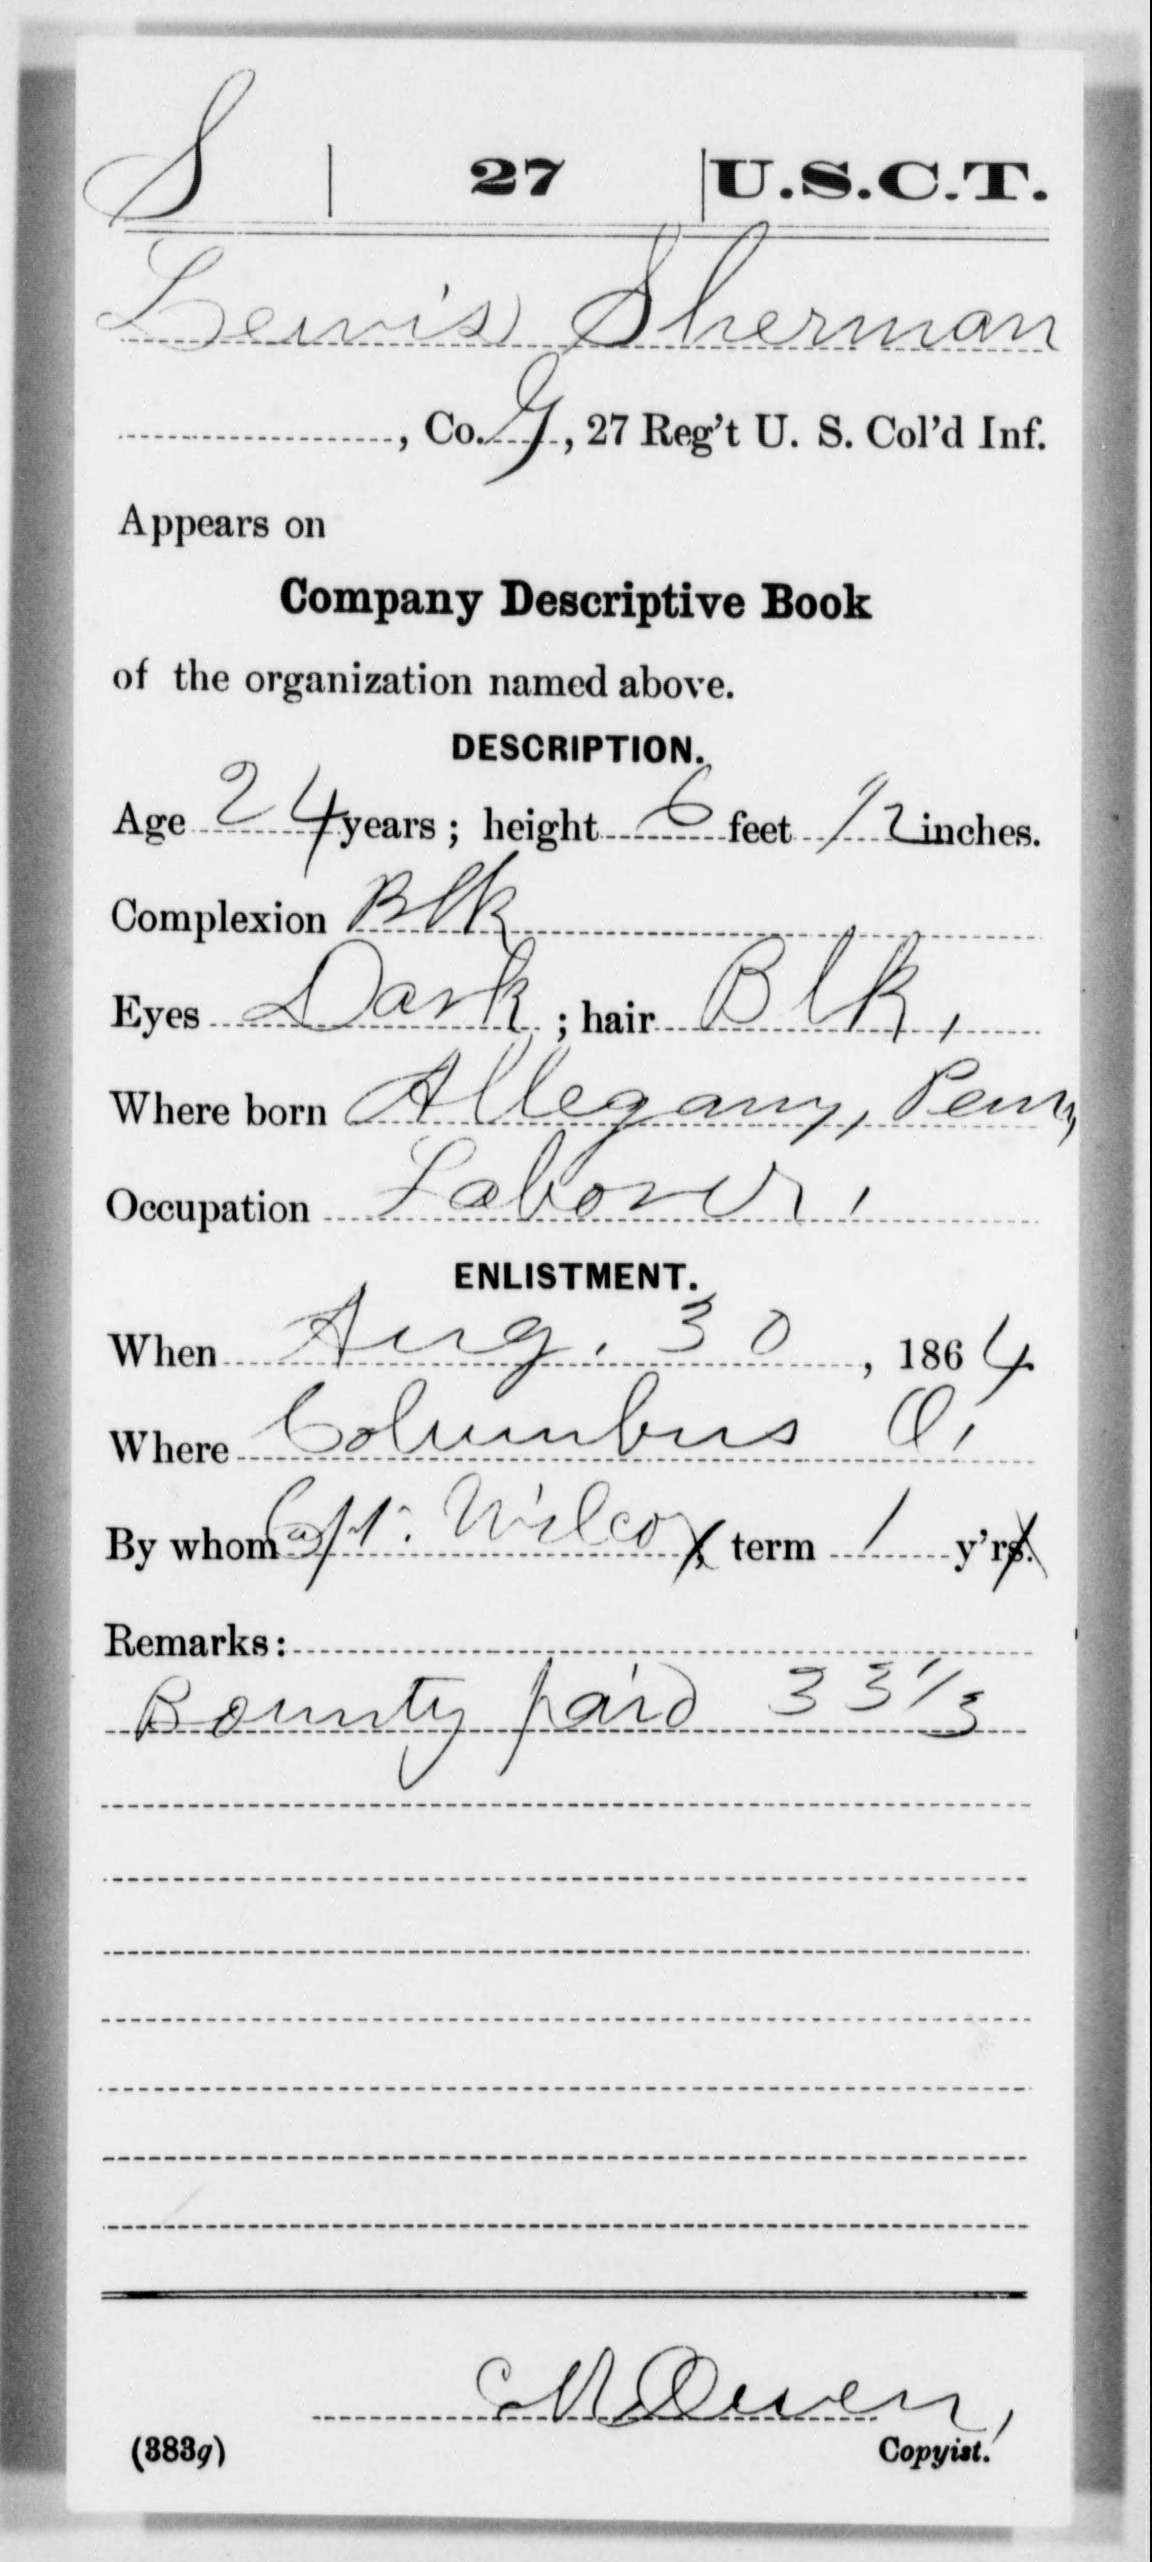 S | 27 | U.S.C.T.
Lewis Sherman
, Co. G, 27 Reg't U. S. Col'd Inf.
Appears on
Company Descriptive Book
of the organization named above.
DESCRIPTION.
Age 24 years; height 6 feet 1/2 inches.
Complexion Blk
Eyes Dark; hair Blk,
Where born Allegany, Penn,
Occupation Laborer,
ENLISTMENT.
When Aug. 30, 1864
Where Columbus O,
By whom Capt. Wilcox term 1 y'rs.
Remarks:
Bounty paid 33 1/3
Owen,
(383g) Copyist.